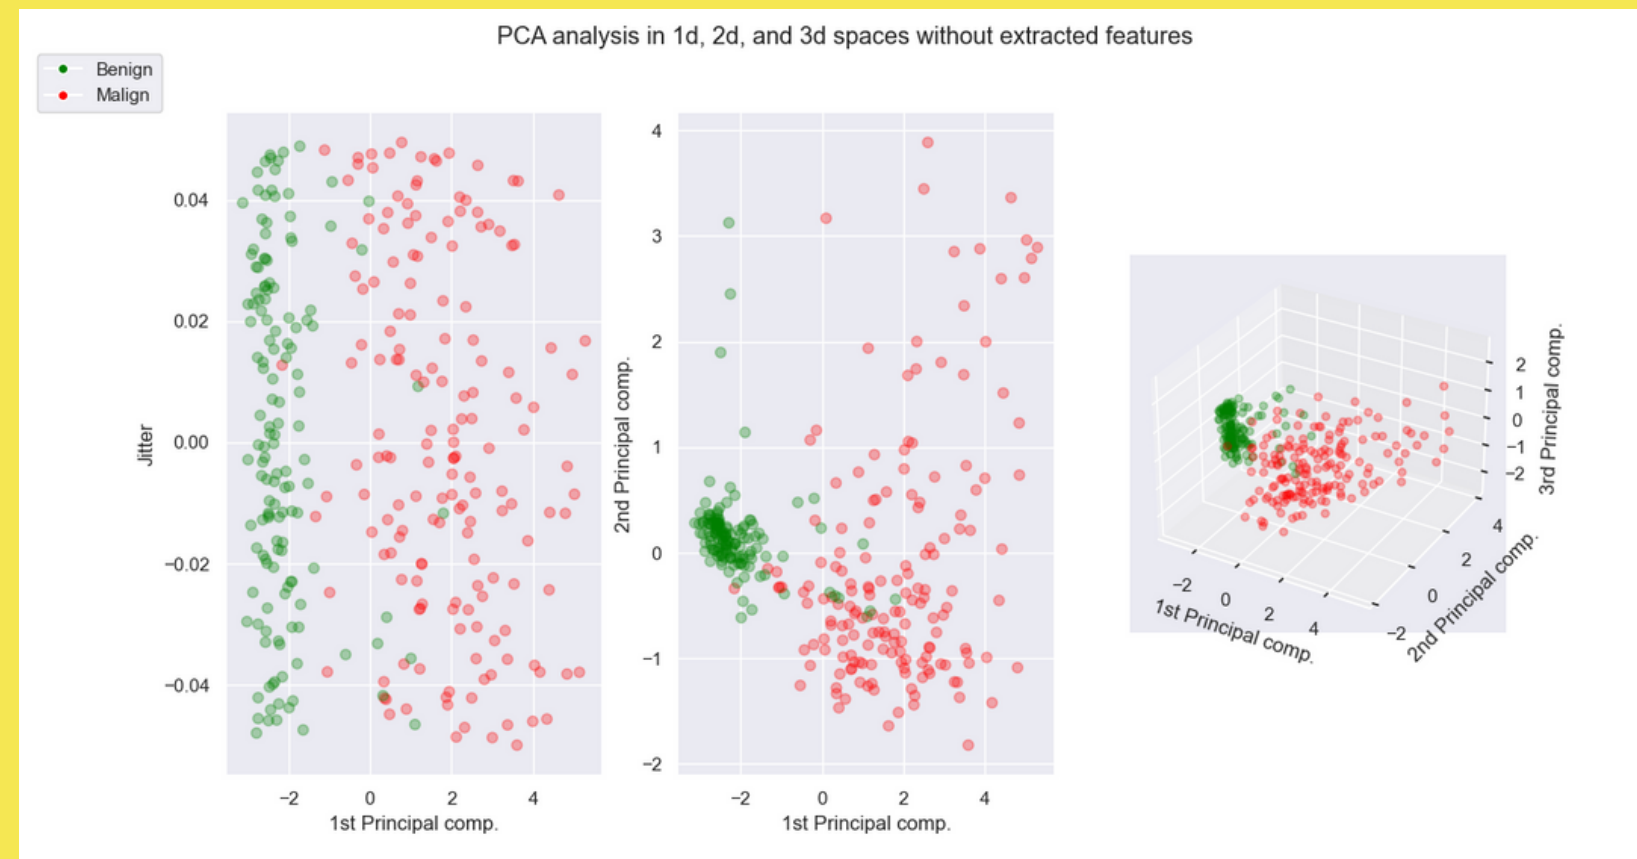 PCA analysis in 1d, 2d, and 3d spaces without extracted features
Benign
Malign
0.04
0.02
0.00
−0.02
−0.04
Jitter
−2 0 2 4
1st Principal comp.
4
3
2
1
0
−1
−2
2nd Principal comp.
−2 0 2 4
1st Principal comp.
2
1
0
−1
−2
3rd Principal comp.
4
2
0
−2
2nd Principal comp.
−2 0 2 4
1st Principal comp.